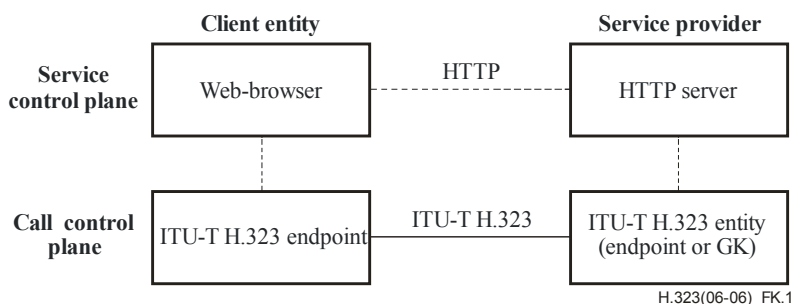 Client entity
Service provider
Service
control plane
Web-browser
HTTP
HTTP server
Call control
plane
ITU-T H.323 endpoint
ITU-T H.323
ITU-T H.323 entity
(endpoint or GK)
H.323(06-06)_FK.1